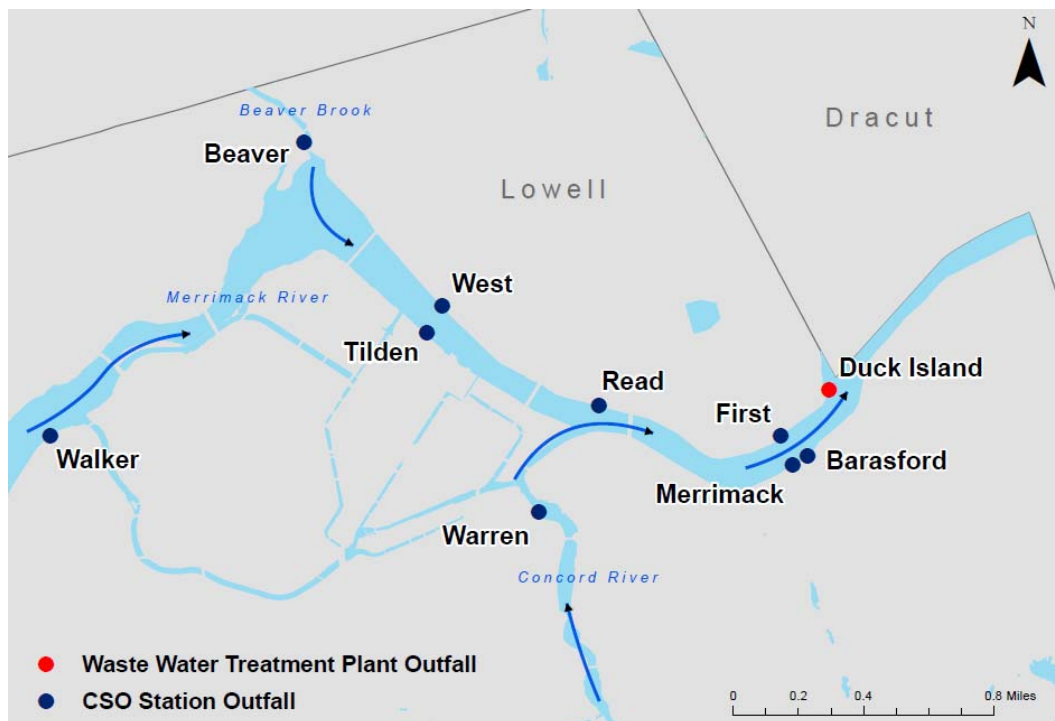 N
Beaver Brook
Dracut
Beaver
Lowell
West
Merrimack River
Tilden
Duck Island
Read
First
Walker
Barasford
Merrimack
Warren
Concord River
Waste Water Treatment Plant Outfall
CSO Station Outfall
0 0.2 0.4 0.8 Miles